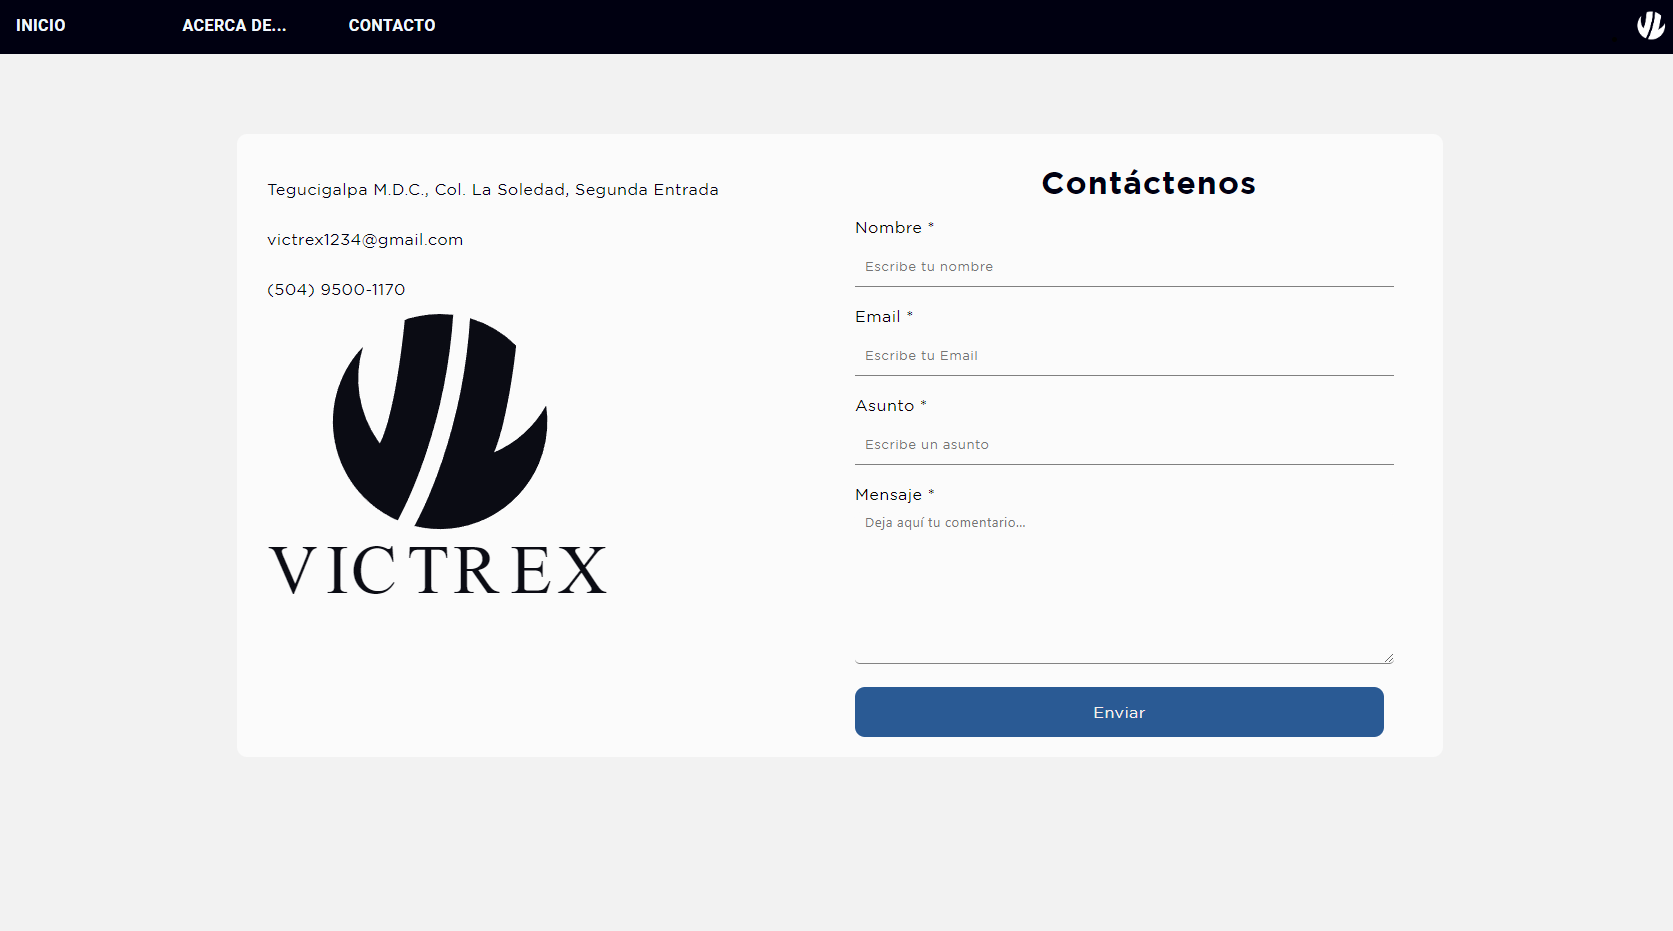 INICIO
ACERCA DE...
CONTACTO
Tegucigalpa M.D.C., Col. La Soledad, Segunda Entrada
victrex1234@gmail.com
(504) 9500-1170
VICTREX
Contáctenos
Nombre *
Escribe tu nombre
Email *
Escribe tu Email
Asunto *
Escribe un asunto
Mensaje *
Deja aquí tu comentario...
Enviar